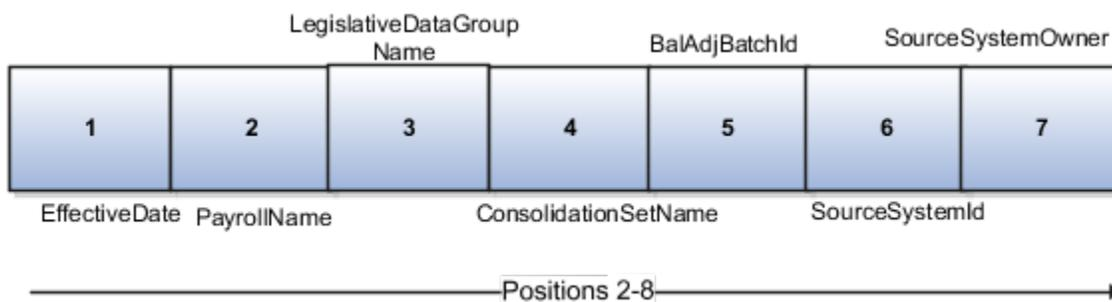 LegislativeDataGroup
Name
BalAdjBatchId
SourceSystemOwner
1
2
3
4
5
6
7
EffectiveDate
PayrollName
ConsolidationSetName
SourceSystemId
Positions 2-8